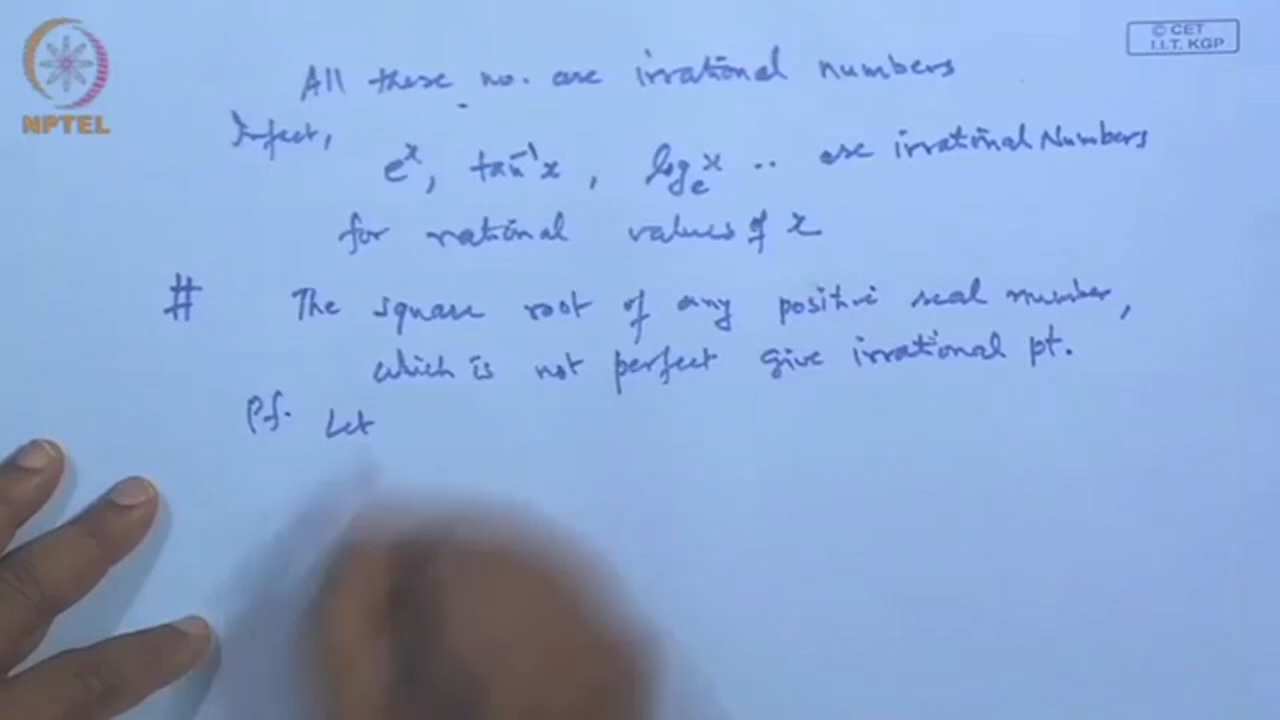 © CET
I.I.T. KGP
NPTEL
All these no. are irrational numbers
Infact,
e^x, tan^-1 x, log_e x .. are irrational Numbers
for rational values of x
# The square root of any positive real number,
which is not perfect give irrational pt.
Pf. Let